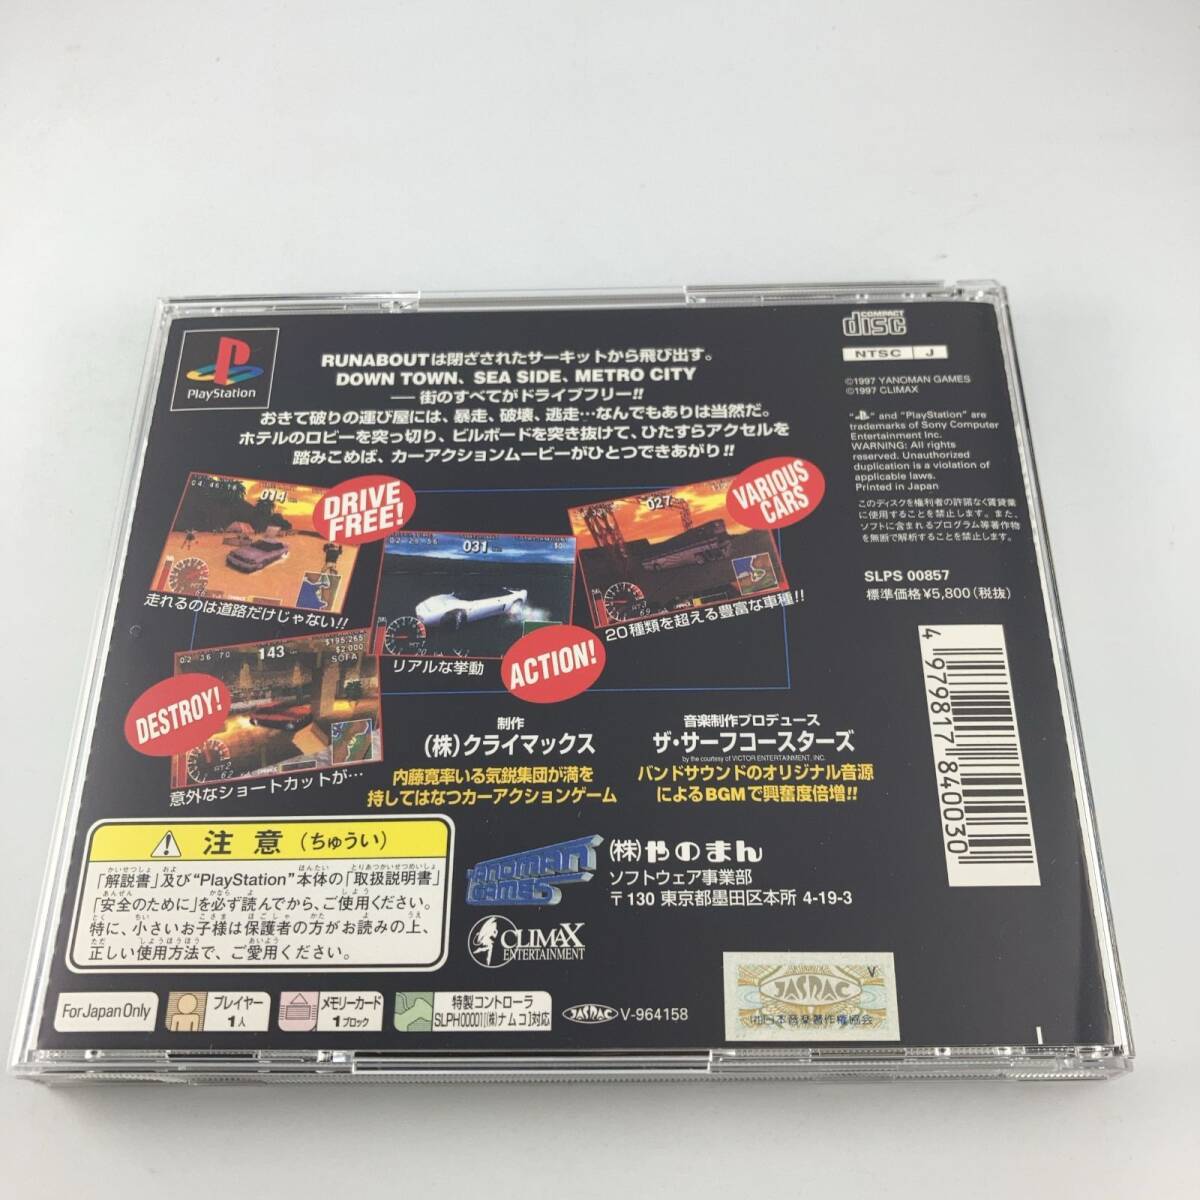 PlayStation
RUNABOUTは閉ざされたサーキットから飛び出す。
DOWN TOWN、SEA SIDE、METRO CITY
── 街のすべてがドライブフリー!!
おきて破りの運び屋には、暴走、破壊、逃走…なんでもありは当然だ。
ホテルのロビーを突っ切り、ビルボードを突き抜けて、ひたすらアクセルを
踏みこめば、カーアクションムービーがひとつできあがり!!
COMPACT
disc
NTSC J
©1997 YANOMAN GAMES
©1997 CLIMAX
" " and "PlayStation" are
trademarks of Sony Computer
Entertainment Inc.
WARNING: All rights
reserved. Unauthorized
duplication is a violation of
applicable laws.
Printed in Japan
このディスクを権利者の許諾なく賃貸業
に使用することを禁止します。また、
ソフトに含まれるプログラム等著作物
を無断で解析することを禁止します。
SLPS 00857
標準価格¥5,800(税抜)
4 979817 840030
04:46:16
014
DRIVE
FREE!
走れるのは道路だけじゃない!!
031
リアルな挙動
ACTION!
027
VARIOUS
CARS
20種類を超える豊富な車種!!
02 36 70
143
$195,265
$2,000
SOFA
DESTROY!
意外なショートカットが…
制作
(株)クライマックス
内藤寛率いる気鋭集団が満を
持してはなつカーアクションゲーム
音楽制作プロデュース
ザ・サーフコースターズ
by the courtesy of VICTOR ENTERTAINMENT, INC.
バンドサウンドのオリジナル音源
によるBGMで興奮度倍増!!
注意(ちゅうい)
「解説書」及び"PlayStation"本体の「取扱説明書」
「安全のために」を必ず読んでから、ご使用ください。
特に、小さいお子様は保護者の方がお読みの上、
正しい使用方法で、ご愛用ください。
YANOMAN
GAMES
(株)やのまん
ソフトウェア事業部
〒130 東京都墨田区本所 4-19-3
CLIMAX
ENTERTAINMENT
For Japan Only
プレイヤー
1人
メモリーカード
1ブロック
特製コントローラ
SLPH00001[(株)ナムコ]対応
JASRAC V-964158
V
JASRAC
(社)日本音楽著作権協会